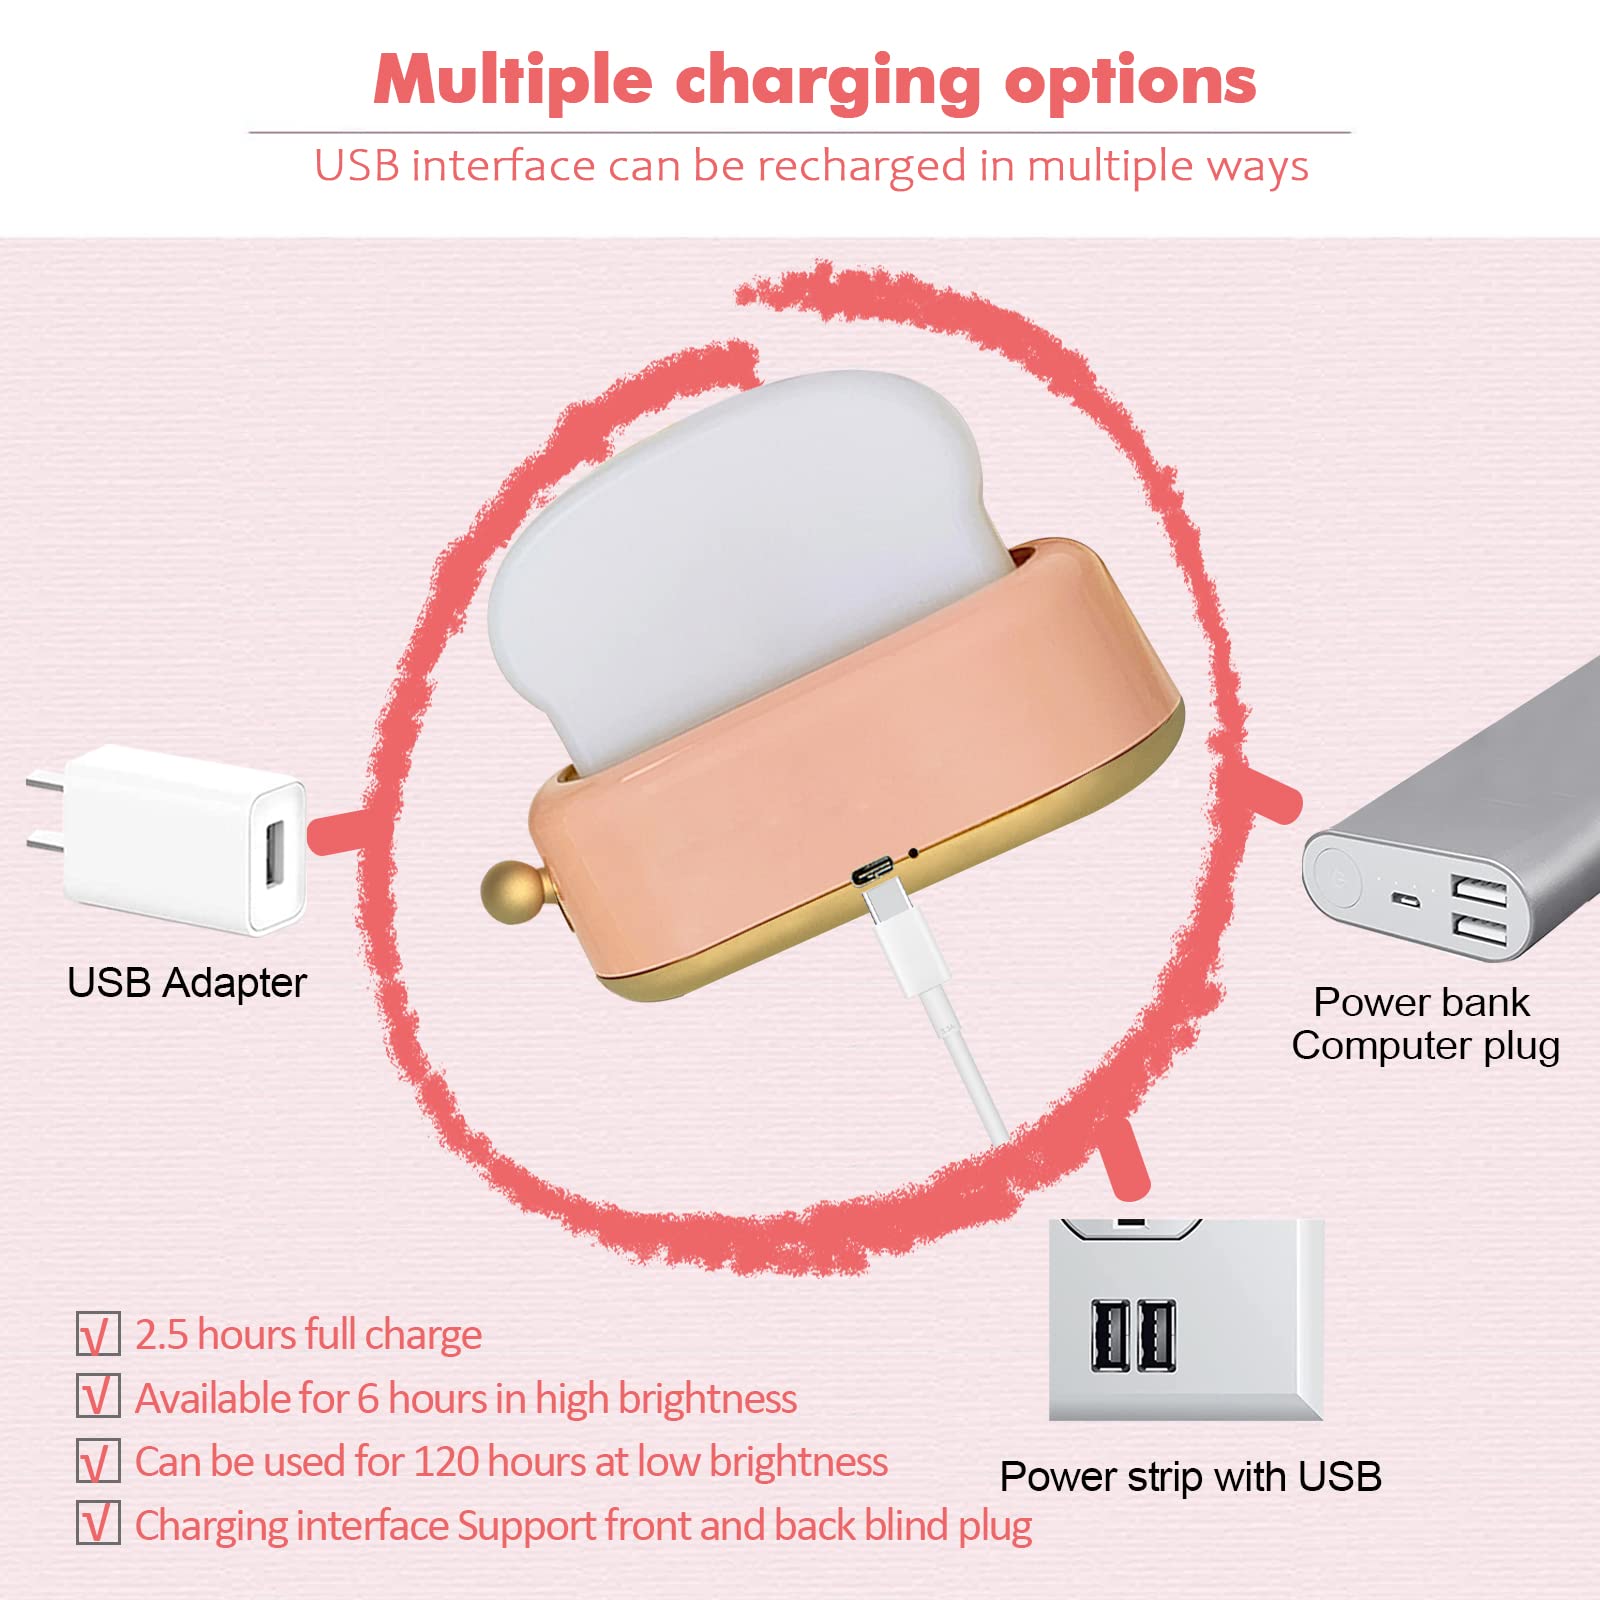 Multiple charging options
USB interface can be recharged in multiple ways
USB Adapter
Power bank
Computer plug
Power strip with USB
2.5 hours full charge
Available for 6 hours in high brightness
Can be used for 120 hours at low brightness
Charging interface Support front and back blind plug